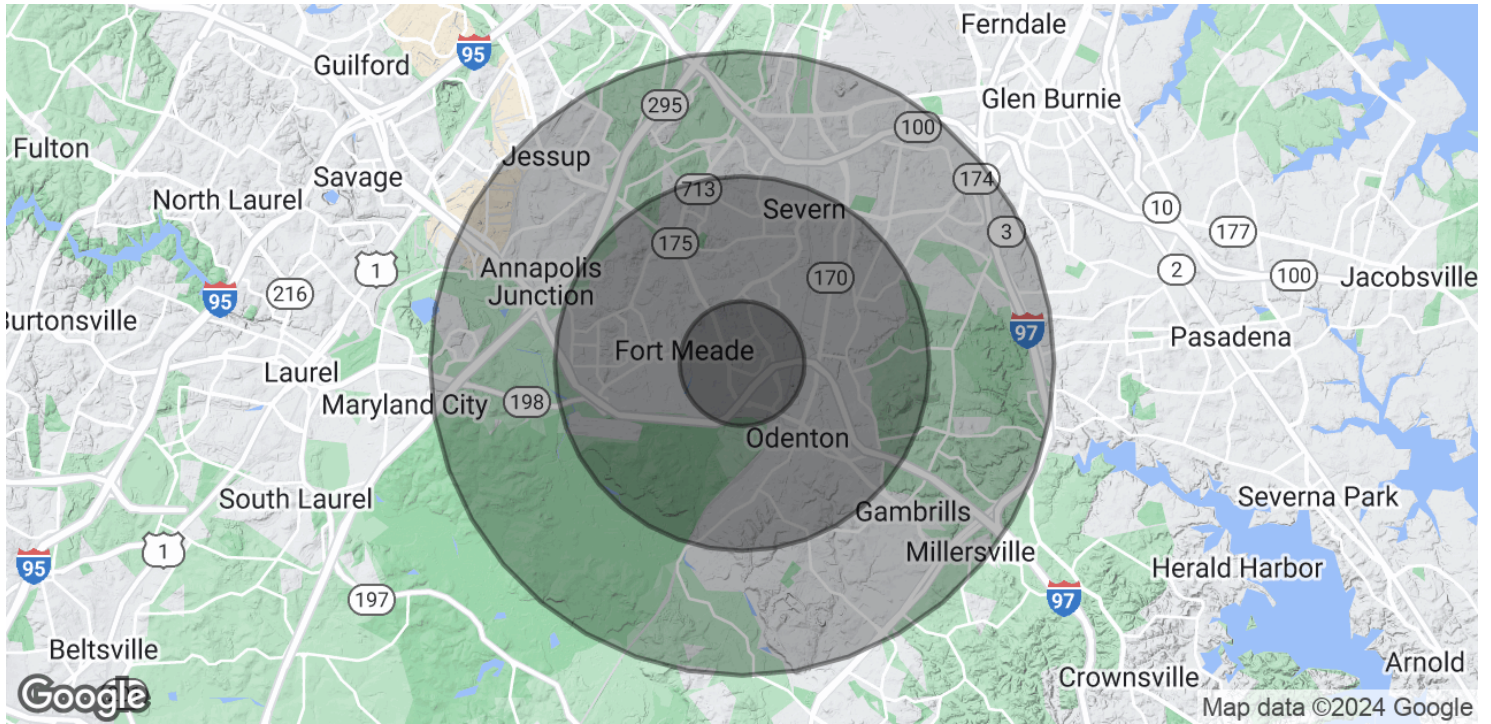 Ferndale
95
Guilford
295
Glen Burnie
100
Fulton
Jessup
Savage
174
713
North Laurel
Severn
10
3
177
175
1
Annapolis
Junction
170
2
100
Jacobsville
216
95
Burtonsville
97
Pasadena
Fort Meade
Laurel
Maryland City
198
Odenton
South Laurel
Severna Park
Gambrills
1
Millersville
95
Herald Harbor
197
97
Beltsville
Arnold
Crownsville
Google
Map data ©2024 Google